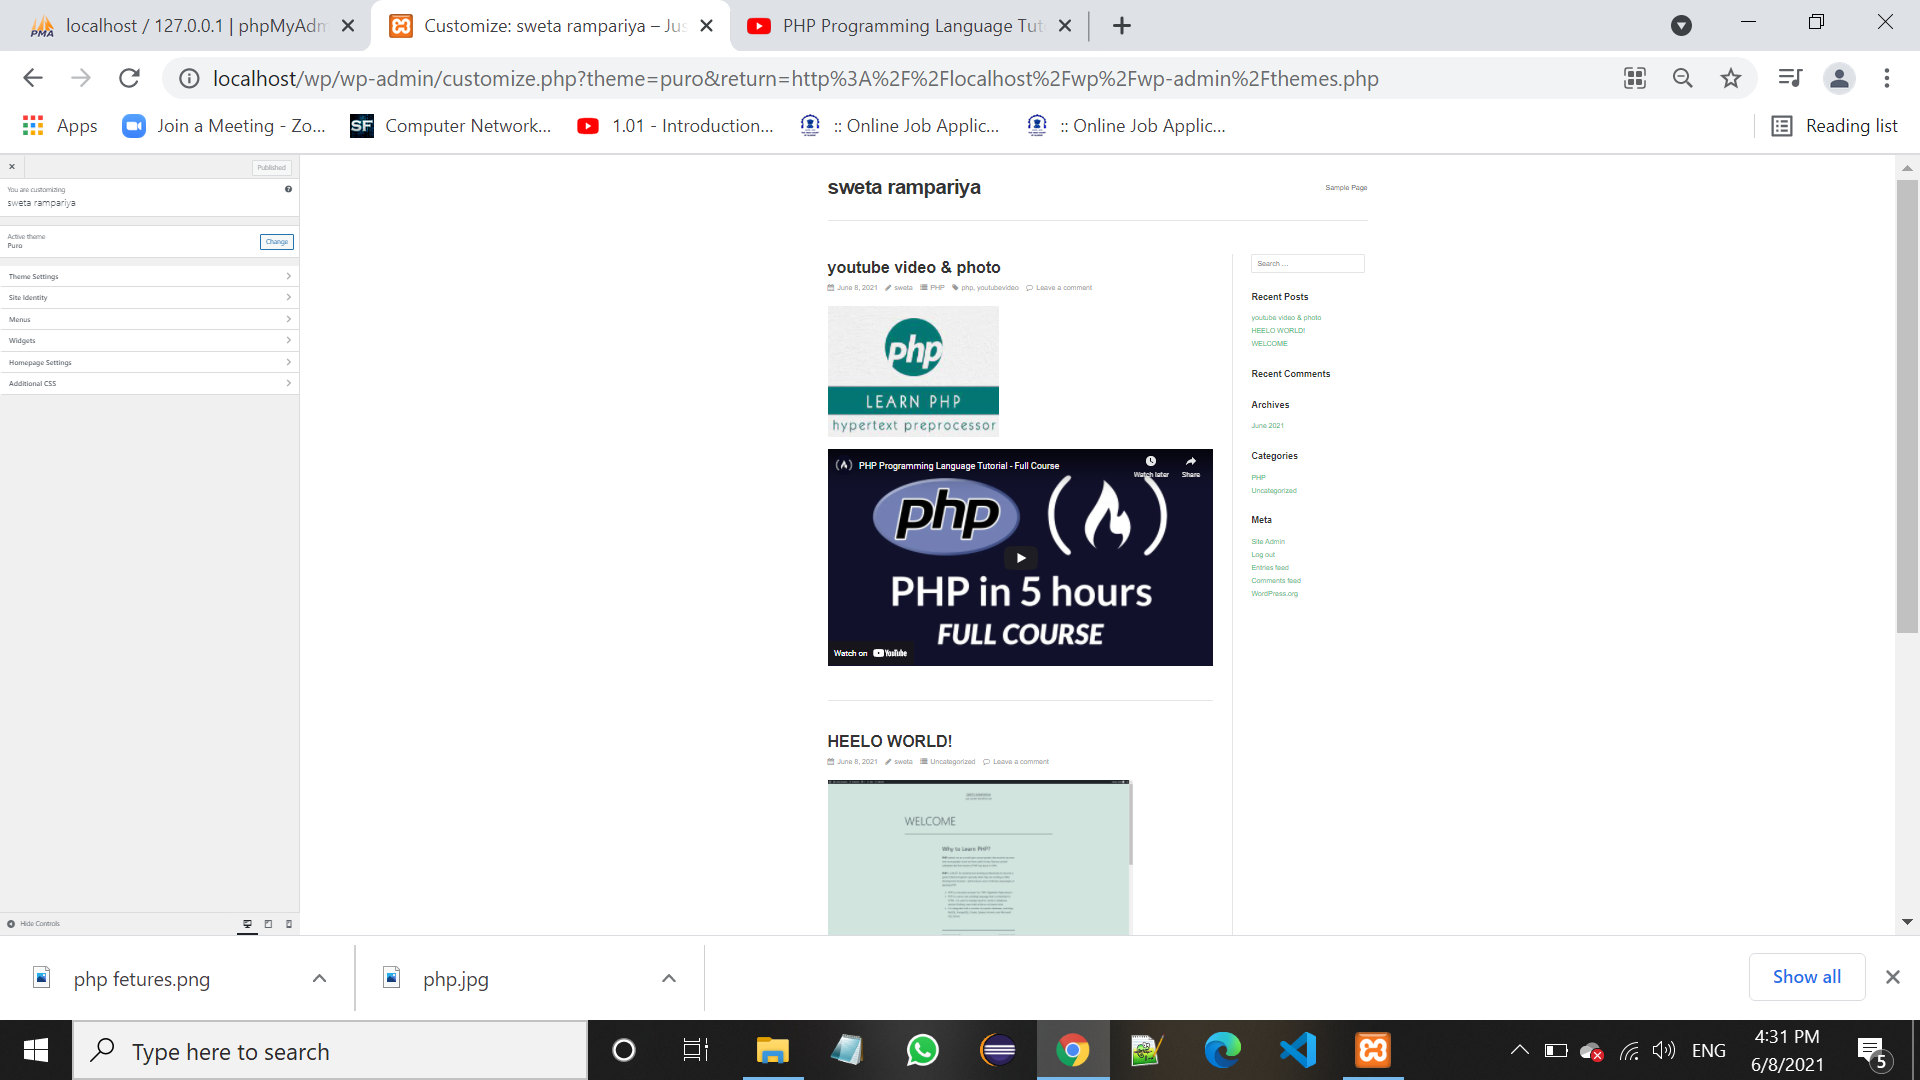 localhost / 127.0.0.1 | phpMyAdm
Customize: sweta rampariya – Jus
PHP Programming Language Tut
localhost/wp/wp-admin/customize.php?theme=puro&return=http%3A%2F%2Flocalhost%2Fwp%2Fwp-admin%2Fthemes.php
Apps
Join a Meeting - Zo...
Computer Network...
1.01 - Introduction...
:: Online Job Applic...
:: Online Job Applic...
Reading list
Published
You are customizing
sweta rampariya
Active theme
Puro
Change
Theme Settings
Site Identity
Menus
Widgets
Homepage Settings
Additional CSS
Hide Controls
sweta rampariya
Sample Page
youtube video & photo
June 8, 2021 sweta PHP php, youtubevideo Leave a comment
php
LEARN PHP
hypertext preprocessor
PHP Programming Language Tutorial - Full Course
Watch later
Share
php
PHP in 5 hours
FULL COURSE
Watch on YouTube
HEELO WORLD!
June 8, 2021 sweta Uncategorized Leave a comment
WELCOME
Why to Learn PHP?
Search ...
Recent Posts
youtube video & photo
HEELO WORLD!
WELCOME
Recent Comments
Archives
June 2021
Categories
PHP
Uncategorized
Meta
Site Admin
Log out
Entries feed
Comments feed
WordPress.org
php fetures.png
php.jpg
Show all
Type here to search
ENG
4:31 PM
6/8/2021
5